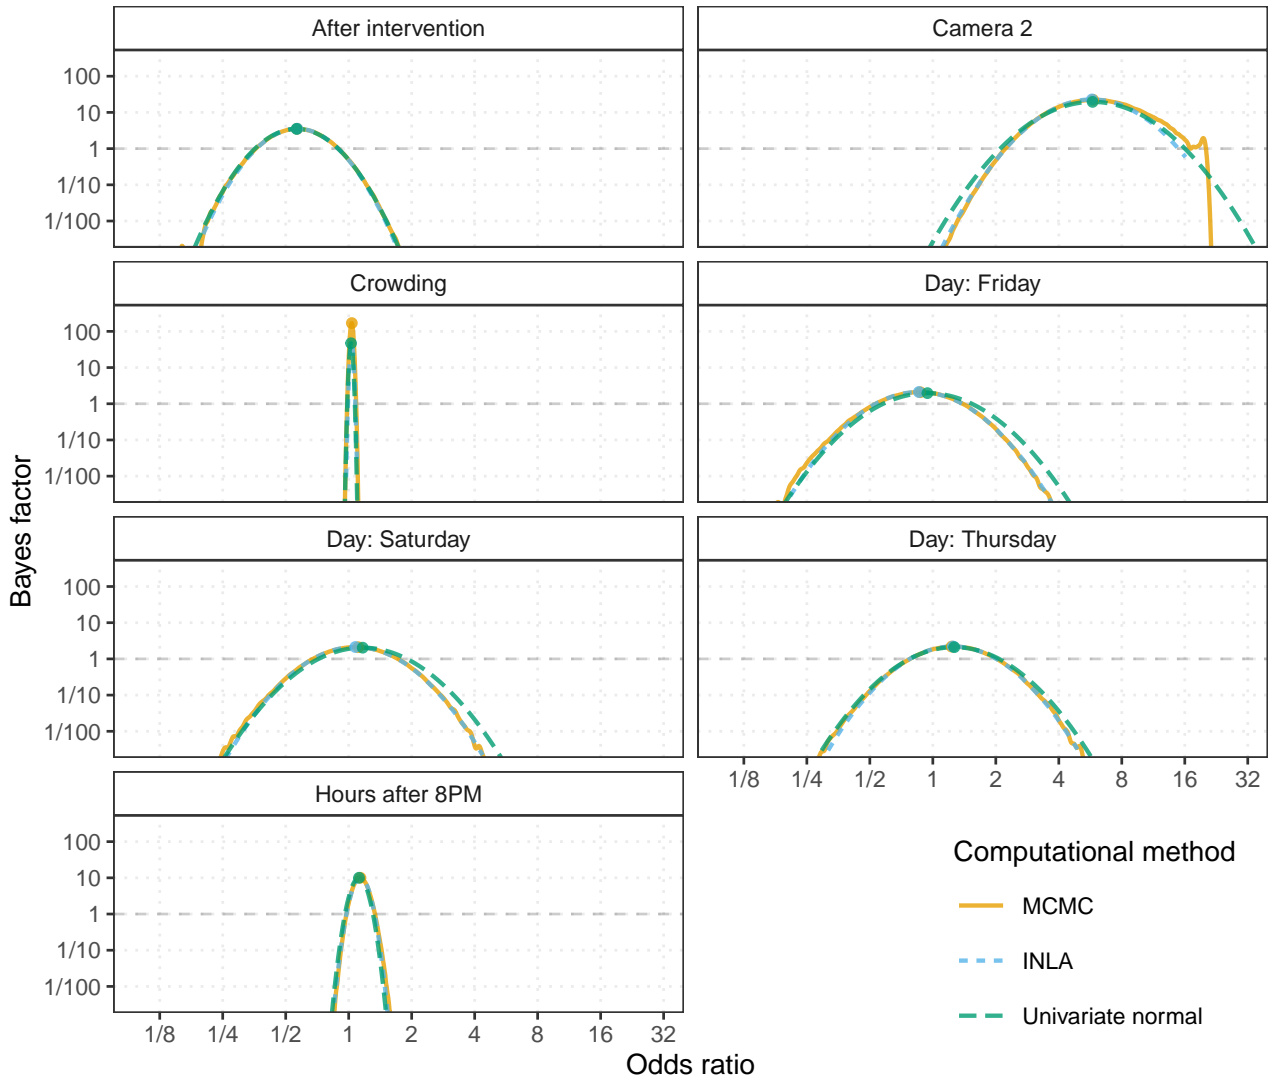 After intervention
Camera 2
100
10
1
1/10
1/100
Crowding
Day: Friday
100
10
1
1/10
1/100
Day: Saturday
Day: Thursday
100
10
1
1/10
1/100
1/8 1/4 1/2 1 2 4 8 16 32
Hours after 8PM
100
10
1
1/10
1/100
1/8 1/4 1/2 1 2 4 8 16 32
Odds ratio
Bayes factor
Computational method
MCMC
INLA
Univariate normal